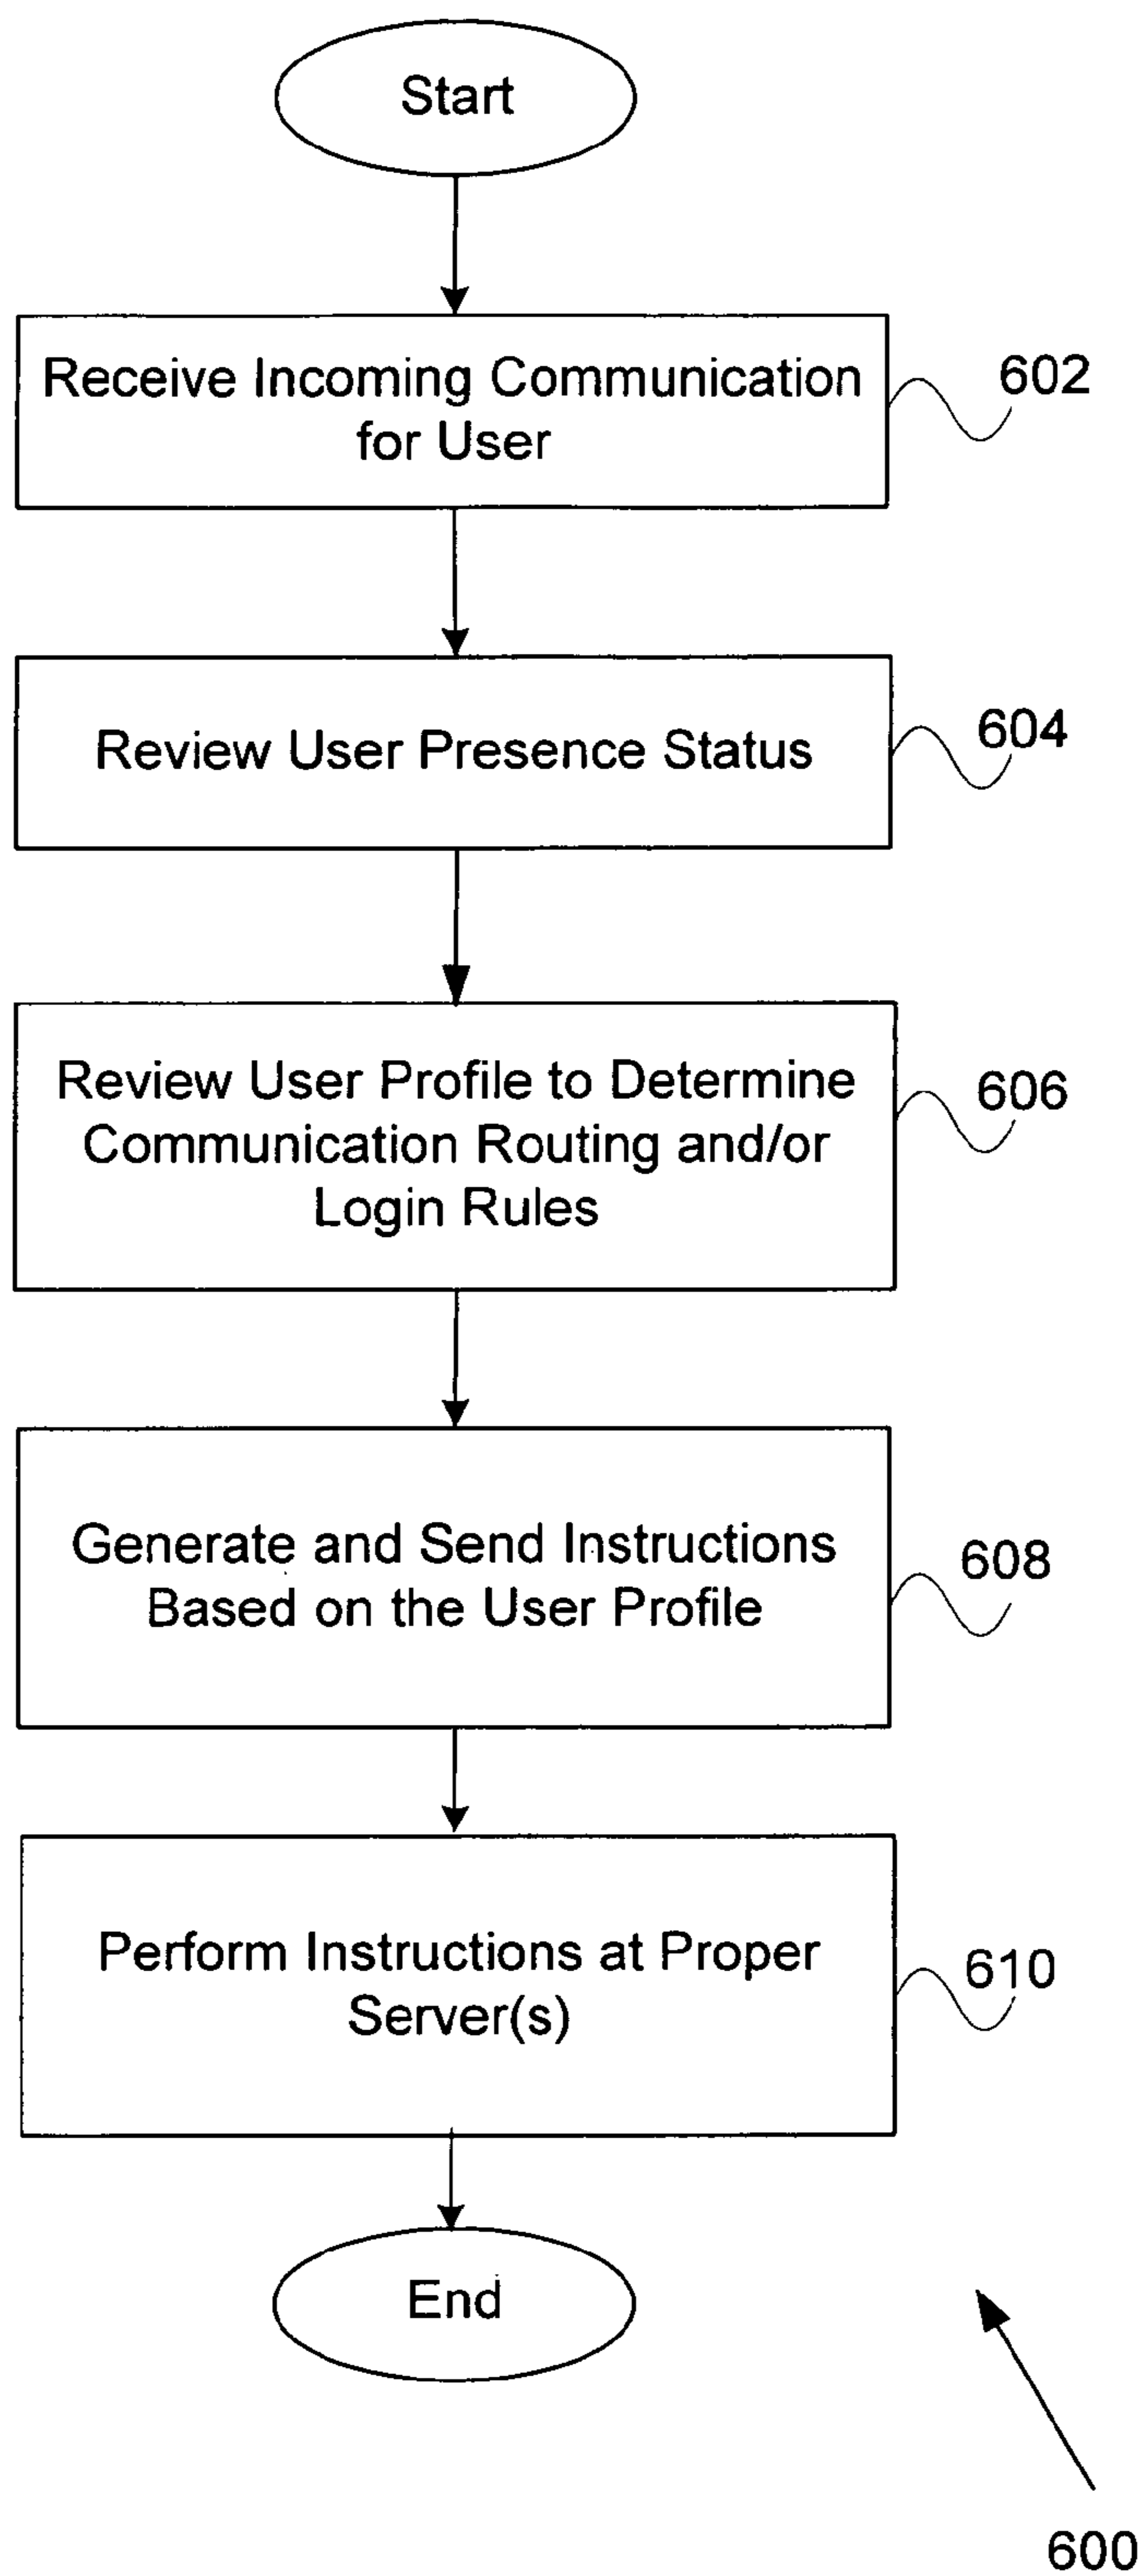 Start
Receive Incoming Communication
for User
602
Review User Presence Status
604
Review User Profile to Determine
Communication Routing and/or
Login Rules
606
Generate and Send Instructions
Based on the User Profile
608
Perform Instructions at Proper
Server(s)
610
End
600